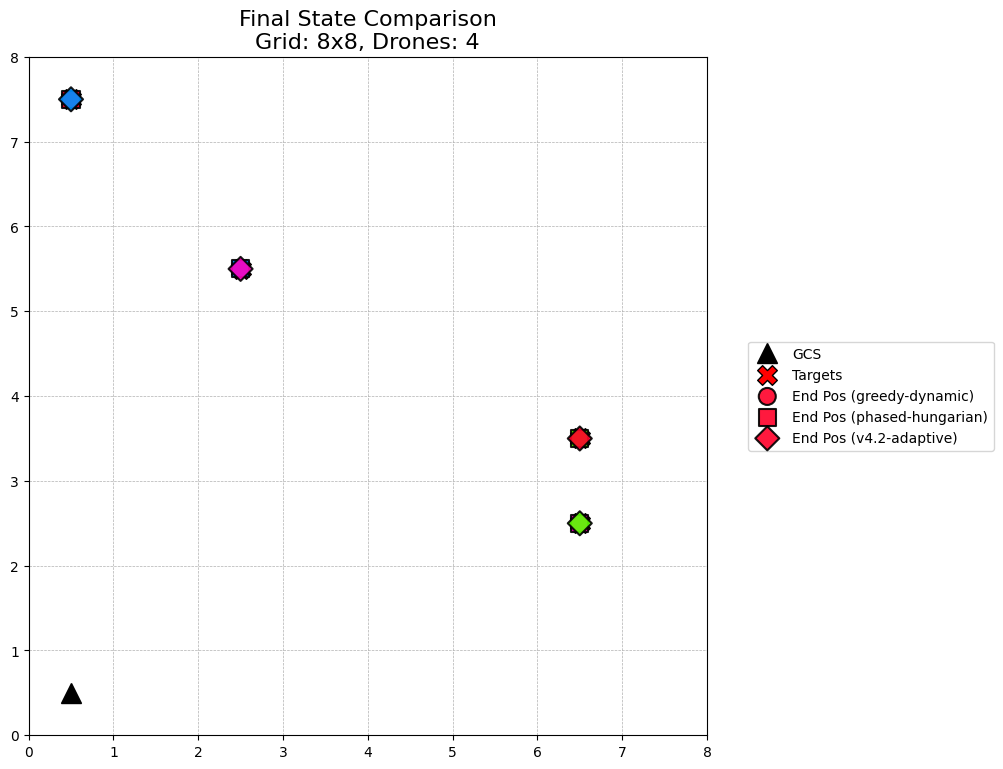 Final State Comparison
Grid: 8x8, Drones: 4
8
7
6
5
4
3
2
1
0
0 1 2 3 4 5 6 7 8
GCS
Targets
End Pos (greedy-dynamic)
End Pos (phased-hungarian)
End Pos (v4.2-adaptive)